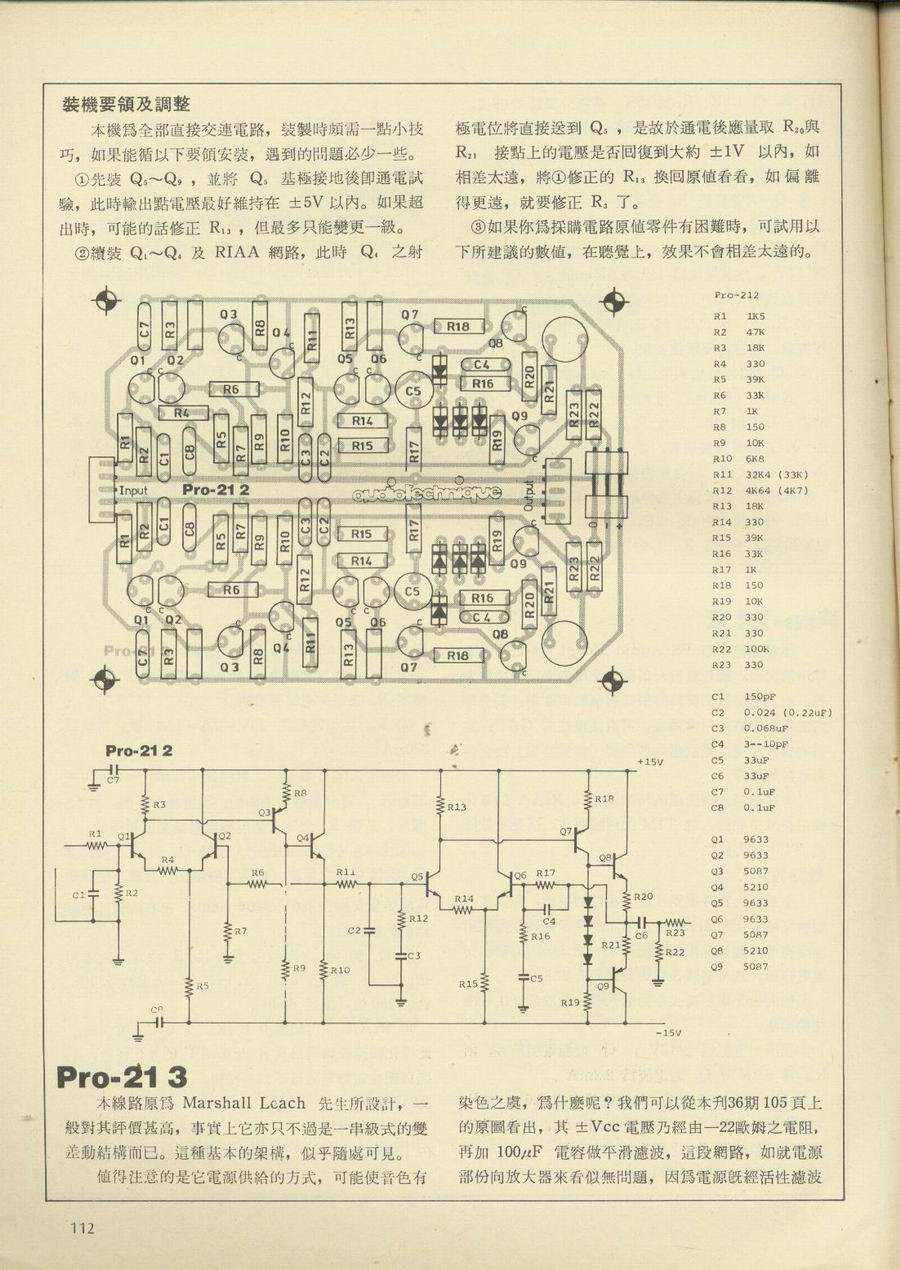 裝機要領及調整
本機爲全部直接交連電路，裝製時頗需一點小技
巧，如果能循以下要領安裝，遇到的問題必少一些。
①先裝 Q₅～Q₉ ，並將 Q₅ 基極接地後卽通電試
驗，此時輸出點電壓最好維持在 ±5V 以內。如果超
出時，可能的話修正 R₁₃ ，但最多只能變更一級。
②續裝 Q₁～Q₄ 及 RIAA 網路，此時 Q₄ 之射
極電位將直接送到 Q₅ ，是故於通電後應量取 R₂₀與
R₂₁ 接點上的電壓是否回復到大約 ±1V 以內，如
相差太遠，將①修正的 R₁₃ 換回原値看看，如偏離
得更遠，就要修正 R₃ 了。
③如果你爲採購電路原値零件有困難時，可試用以
下所建議的數値，在聽覺上，效果不會相差太遠的。
Pro-212
R1 1K5
R2 47K
R3 18K
R4 330
R5 39K
R6 33K
R7 1K
R8 150
R9 10K
R10 6K8
R11 32K4 (33K)
R12 4K64 (4K7)
R13 18K
R14 330
R15 39K
R16 33K
R17 1K
R18 150
R19 10K
R20 330
R21 330
R22 100K
R23 330
C1 150pF
C2 0.024 (0.22uF)
C3 0.068uF
C4 3--10pF
C5 33uF
C6 33uF
C7 0.1uF
C8 0.1uF
Q1 9633
Q2 9633
Q3 5087
Q4 5210
Q5 9633
Q6 9633
Q7 5087
Q8 5210
Q9 5087
C7 R3 Q3 R8 Q4 R11 R13 Q7 R18 Q8
Q1 Q2 Q5 Q6 C4 R20 R21
R6 R12 C5 R16
R4 R14 Q9 R23 R22
R1 R2 C1 C8 R5 R7 R9 R10 C3 C2 R15 R17 R19
Input Pro-21 2 audiotechnique Output
R1 R2 C1 C8 R5 R7 R9 R10 C3 C2 R15 R17 R19 O - +
R14 Q9 R23 R22
R6 R12 C5 R16 R20 R21
Q1 Q2 Q5 Q6 C4
C7 R3 Q3 R8 Q4 R11 R13 Q7 R18 Q8
Pro-21 2
+15V
C7
R3 R8 R13 R18
R1 Q1 Q2 Q3 Q4 Q7 Q8
R4 R6 R11 Q5 Q6 R17
C1 R2 R12 R14 C4 R20
R7 C2 R16 C6 R23
C3 R21 R22
R5 R9 R10 R15 C5 Q9
R19
C8
-15V
Pro-21 3
本線路原爲 Marshall Leach 先生所設計，一
般對其評價甚高，事實上它亦只不過是一串級式的雙
差動結構而已。這種基本的架構，似乎隨處可見。
値得注意的是它電源供給的方式，可能使音色有
染色之虞，爲什麽呢？我們可以從本刋36期 105 頁上
的原圖看出，其 ±Vcc 電壓乃經由一22歐姆之電阻，
再加 100μF 電容做平滑濾波，這段網路，如就電源
部份向放大器來看似無問題，因爲電源旣經活性濾波
112